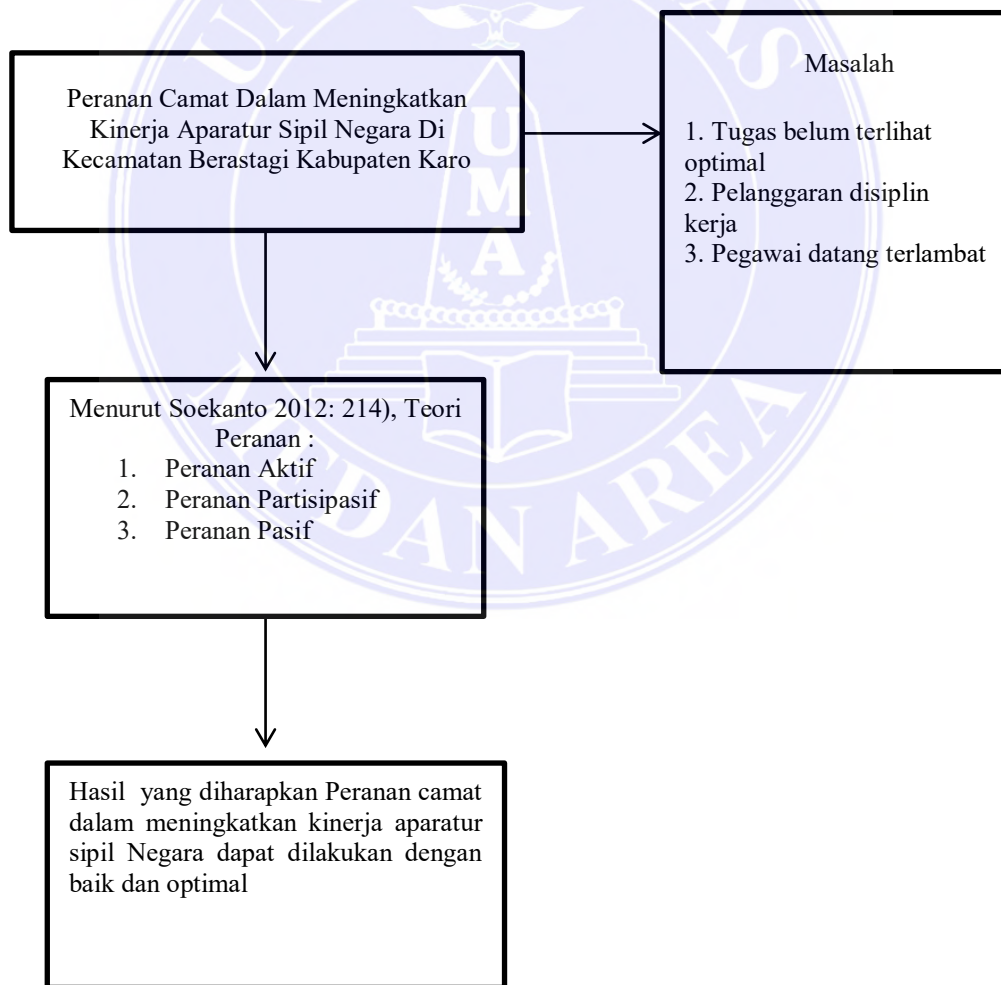 Peranan Camat Dalam Meningkatkan
Kinerja Aparatur Sipil Negara Di
Kecamatan Berastagi Kabupaten Karo
Masalah
1. Tugas belum terlihat
optimal
2. Pelanggaran disiplin
kerja
3. Pegawai datang terlambat
Menurut Soekanto 2012: 214), Teori
Peranan :
1. Peranan Aktif
2. Peranan Partisipasif
3. Peranan Pasif
Hasil yang diharapkan Peranan camat
dalam meningkatkan kinerja aparatur
sipil Negara dapat dilakukan dengan
baik dan optimal
UMA
MEDAN AREA